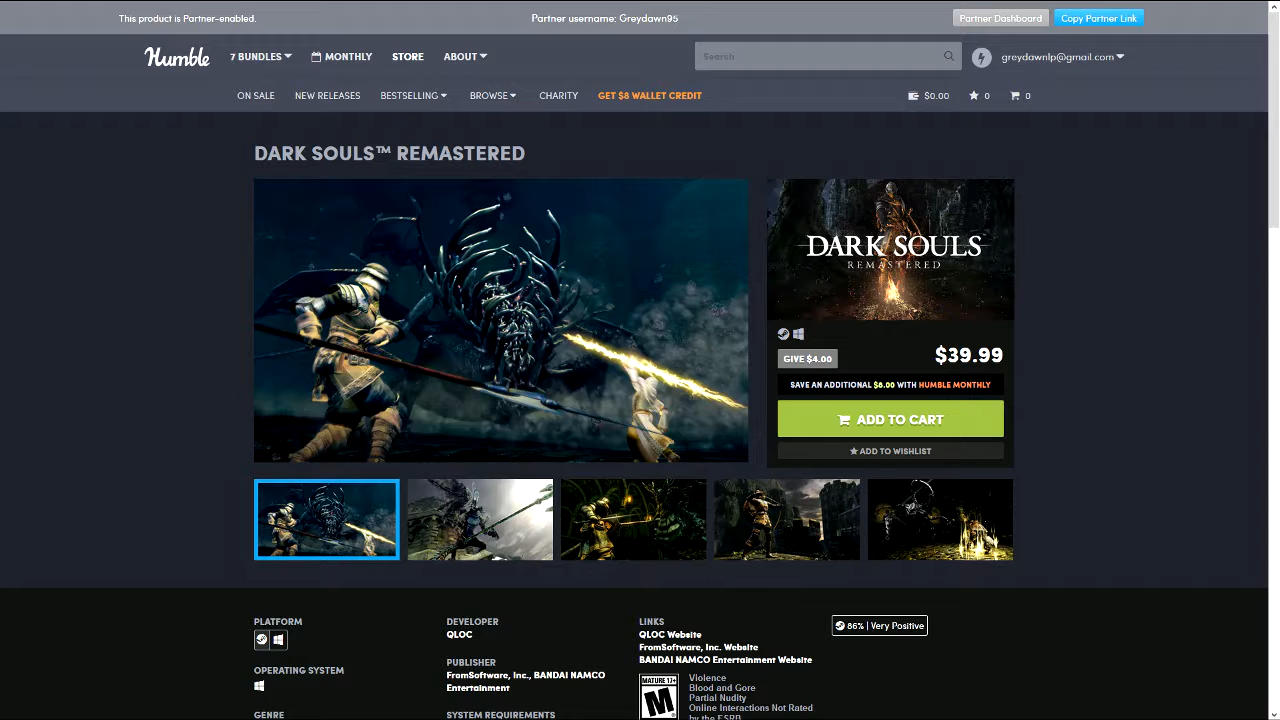 This product is Partner-enabled. Partner username: Greydawn95 Partner Dashboard Copy Partner Link
Humble 7 BUNDLES MONTHLY STORE ABOUT Search greydawnlp@gmail.com
ON SALE NEW RELEASES BESTSELLING BROWSE CHARITY GET $8 WALLET CREDIT $0.00 0 0
DARK SOULS™ REMASTERED
DARK SOULS
REMASTERED
GIVE $4.00 $39.99
SAVE AN ADDITIONAL $8.00 WITH HUMBLE MONTHLY
ADD TO CART
ADD TO WISHLIST
PLATFORM
OPERATING SYSTEM
GENRE
DEVELOPER
QLOC
PUBLISHER
FromSoftware, Inc., BANDAI NAMCO
Entertainment
SYSTEM REQUIREMENTS
LINKS
QLOC Website
FromSoftware, Inc. Website
BANDAI NAMCO Entertainment Website
MATURE 17+
M
Violence
Blood and Gore
Partial Nudity
Online Interactions Not Rated
by the ESRB
86% | Very Positive